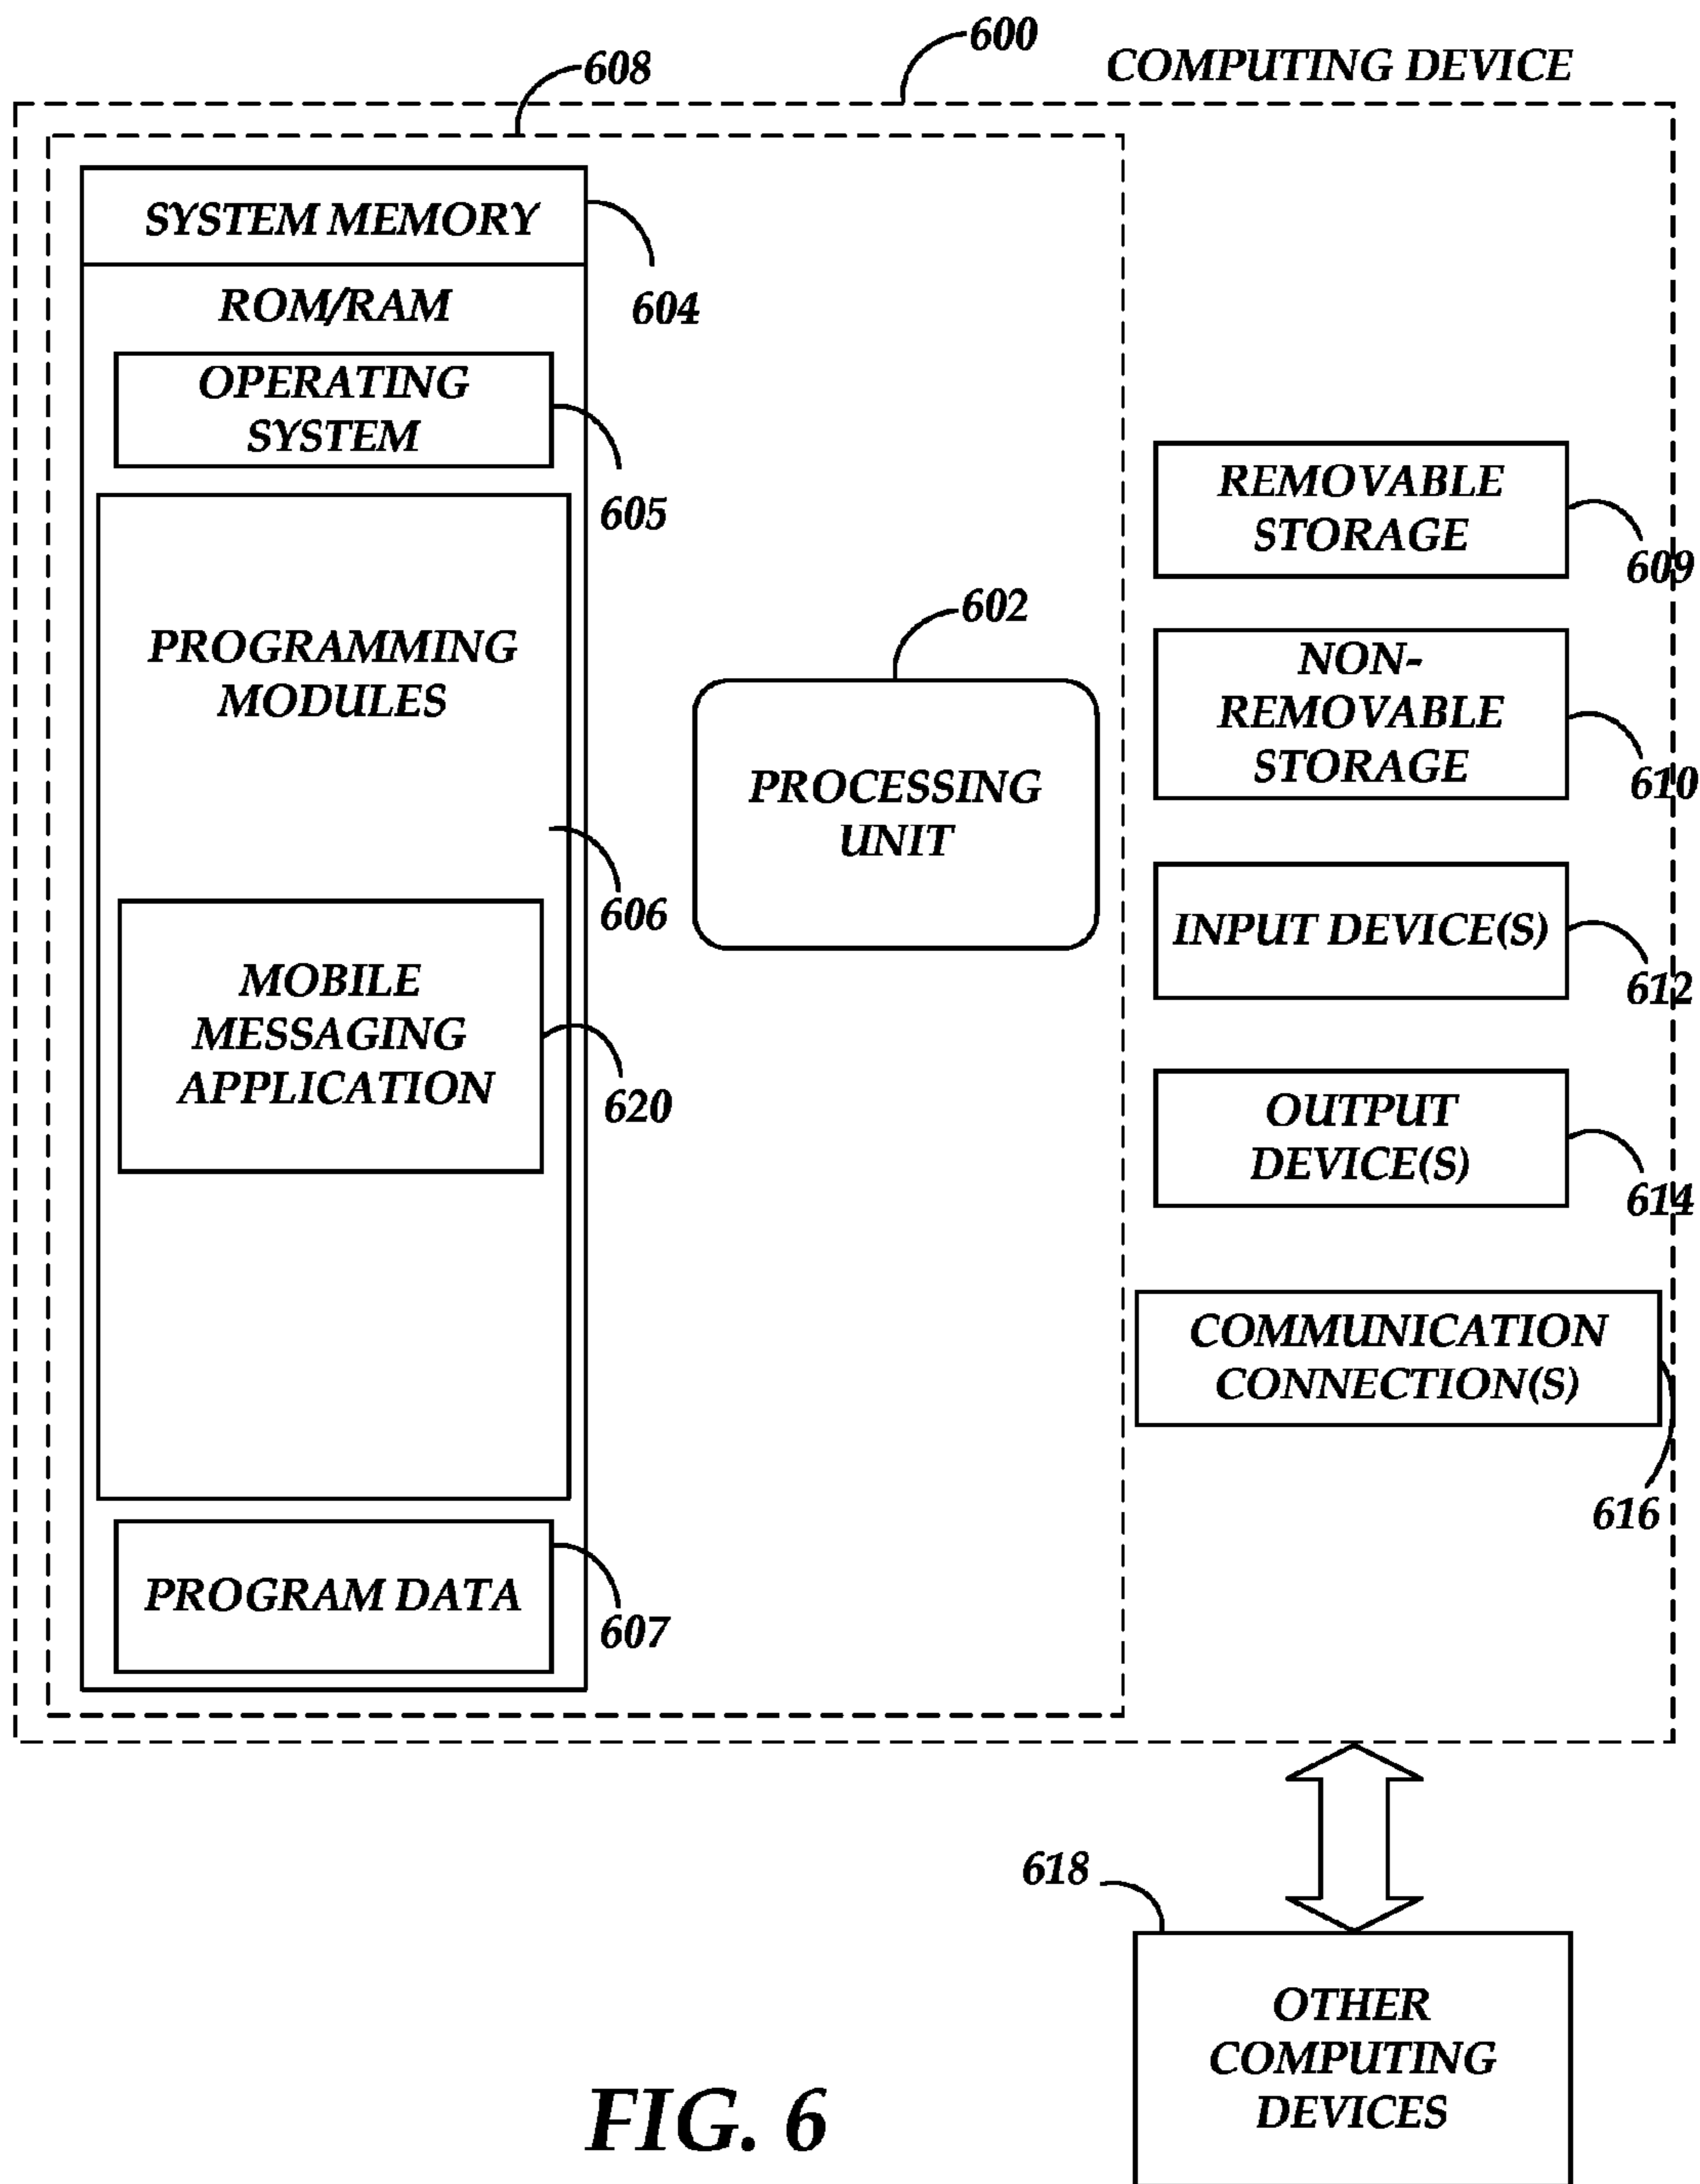 600
COMPUTING DEVICE
608
SYSTEM MEMORY
604
ROM/RAM
OPERATING
SYSTEM
605
PROGRAMMING
MODULES
606
MOBILE
MESSAGING
APPLICATION
620
PROGRAM DATA
607
602
PROCESSING
UNIT
REMOVABLE
STORAGE
609
NON-
REMOVABLE
STORAGE
610
INPUT DEVICE(S)
612
OUTPUT
DEVICE(S)
614
COMMUNICATION
CONNECTION(S)
616
618
OTHER
COMPUTING
DEVICES
FIG. 6